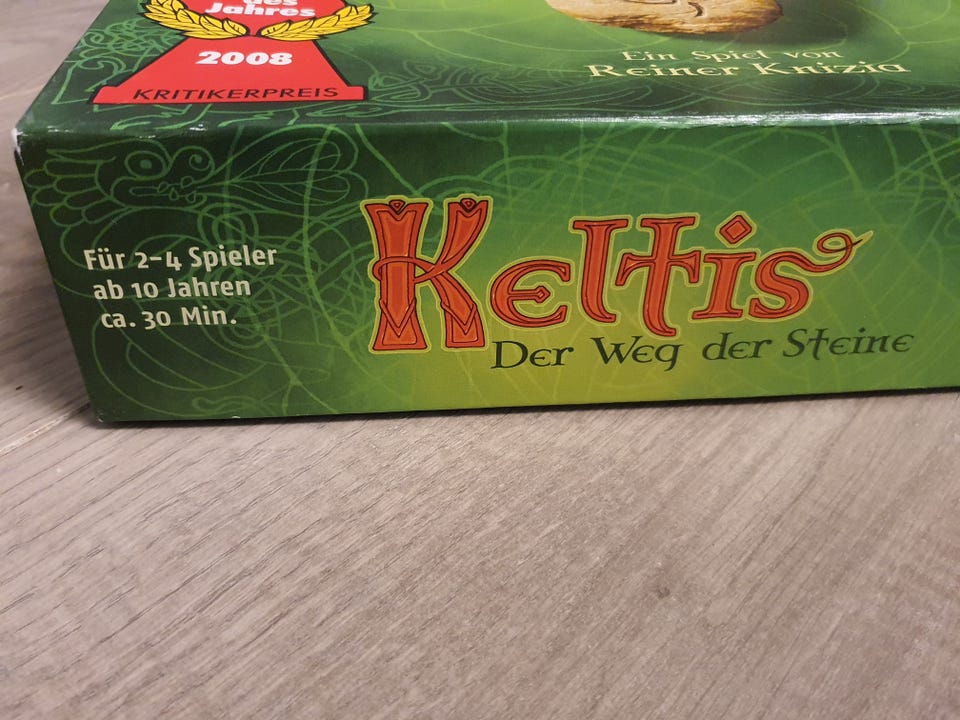 des
Jahres
2008
KRITIKERPREIS
Ein Spiel von
Reiner Knizia
Für 2-4 Spieler
ab 10 Jahren
ca. 30 Min.
Keltis
Der Weg der Steine